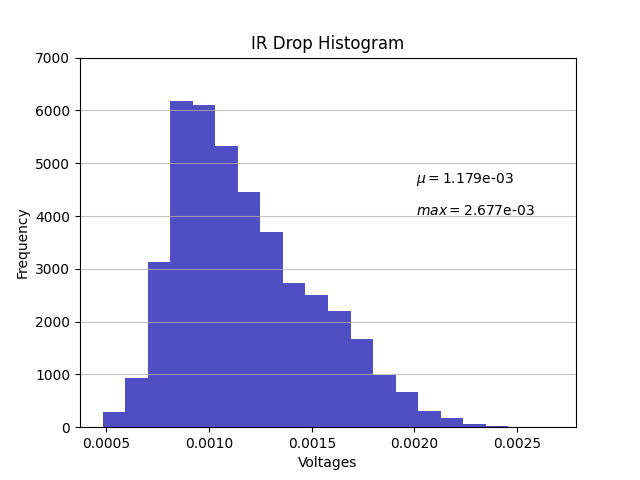 IR Drop Histogram
7000
6000
5000
4000
3000
2000
1000
0
Frequency
μ = 1.179e-03
max = 2.677e-03
0.0005 0.0010 0.0015 0.0020 0.0025
Voltages